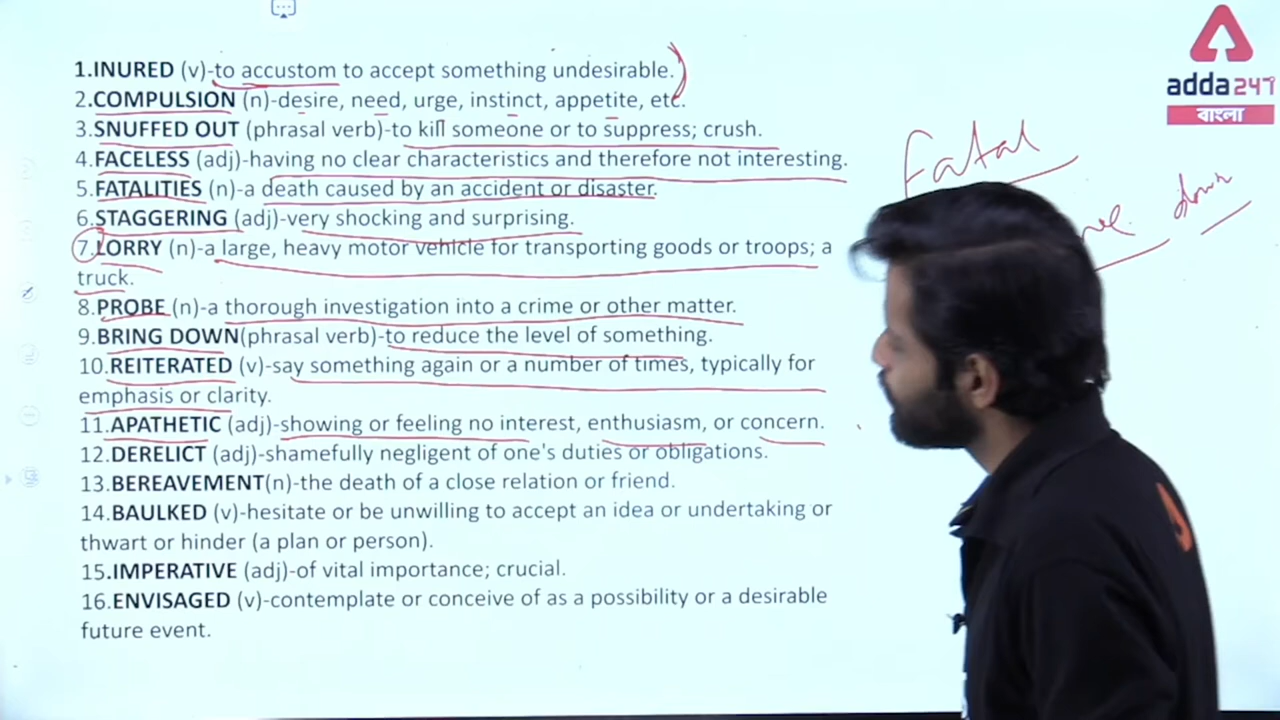 1.INURED (v)-to accustom to accept something undesirable.
2.COMPULSION (n)-desire, need, urge, instinct, appetite, etc.
3.SNUFFED OUT (phrasal verb)-to kill someone or to suppress; crush.
4.FACELESS (adj)-having no clear characteristics and therefore not interesting.
5.FATALITIES (n)-a death caused by an accident or disaster.
6.STAGGERING (adj)-very shocking and surprising.
7.LORRY (n)-a large, heavy motor vehicle for transporting goods or troops; a
truck.
8.PROBE (n)-a thorough investigation into a crime or other matter.
9.BRING DOWN(phrasal verb)-to reduce the level of something.
10.REITERATED (v)-say something again or a number of times, typically for
emphasis or clarity.
11.APATHETIC (adj)-showing or feeling no interest, enthusiasm, or concern.
12.DERELICT (adj)-shamefully negligent of one's duties or obligations.
13.BEREAVEMENT(n)-the death of a close relation or friend.
14.BAULKED (v)-hesitate or be unwilling to accept an idea or undertaking or
thwart or hinder (a plan or person).
15.IMPERATIVE (adj)-of vital importance; crucial.
16.ENVISAGED (v)-contemplate or conceive of as a possibility or a desirable
future event.
adda247
বাংলা
Fatal
down